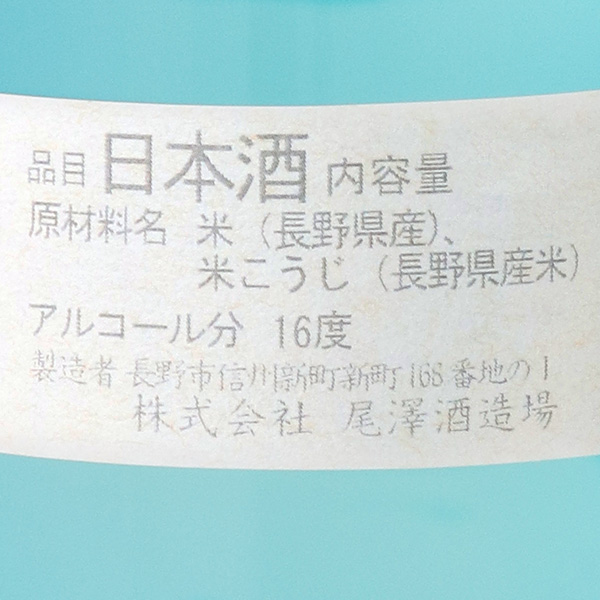 品目 日本酒 内容量
原材料名 米（長野県産）、
米こうじ（長野県産米）
アルコール分 16度
製造者 長野市信州新町新町168番地の1
株式会社 尾澤酒造場